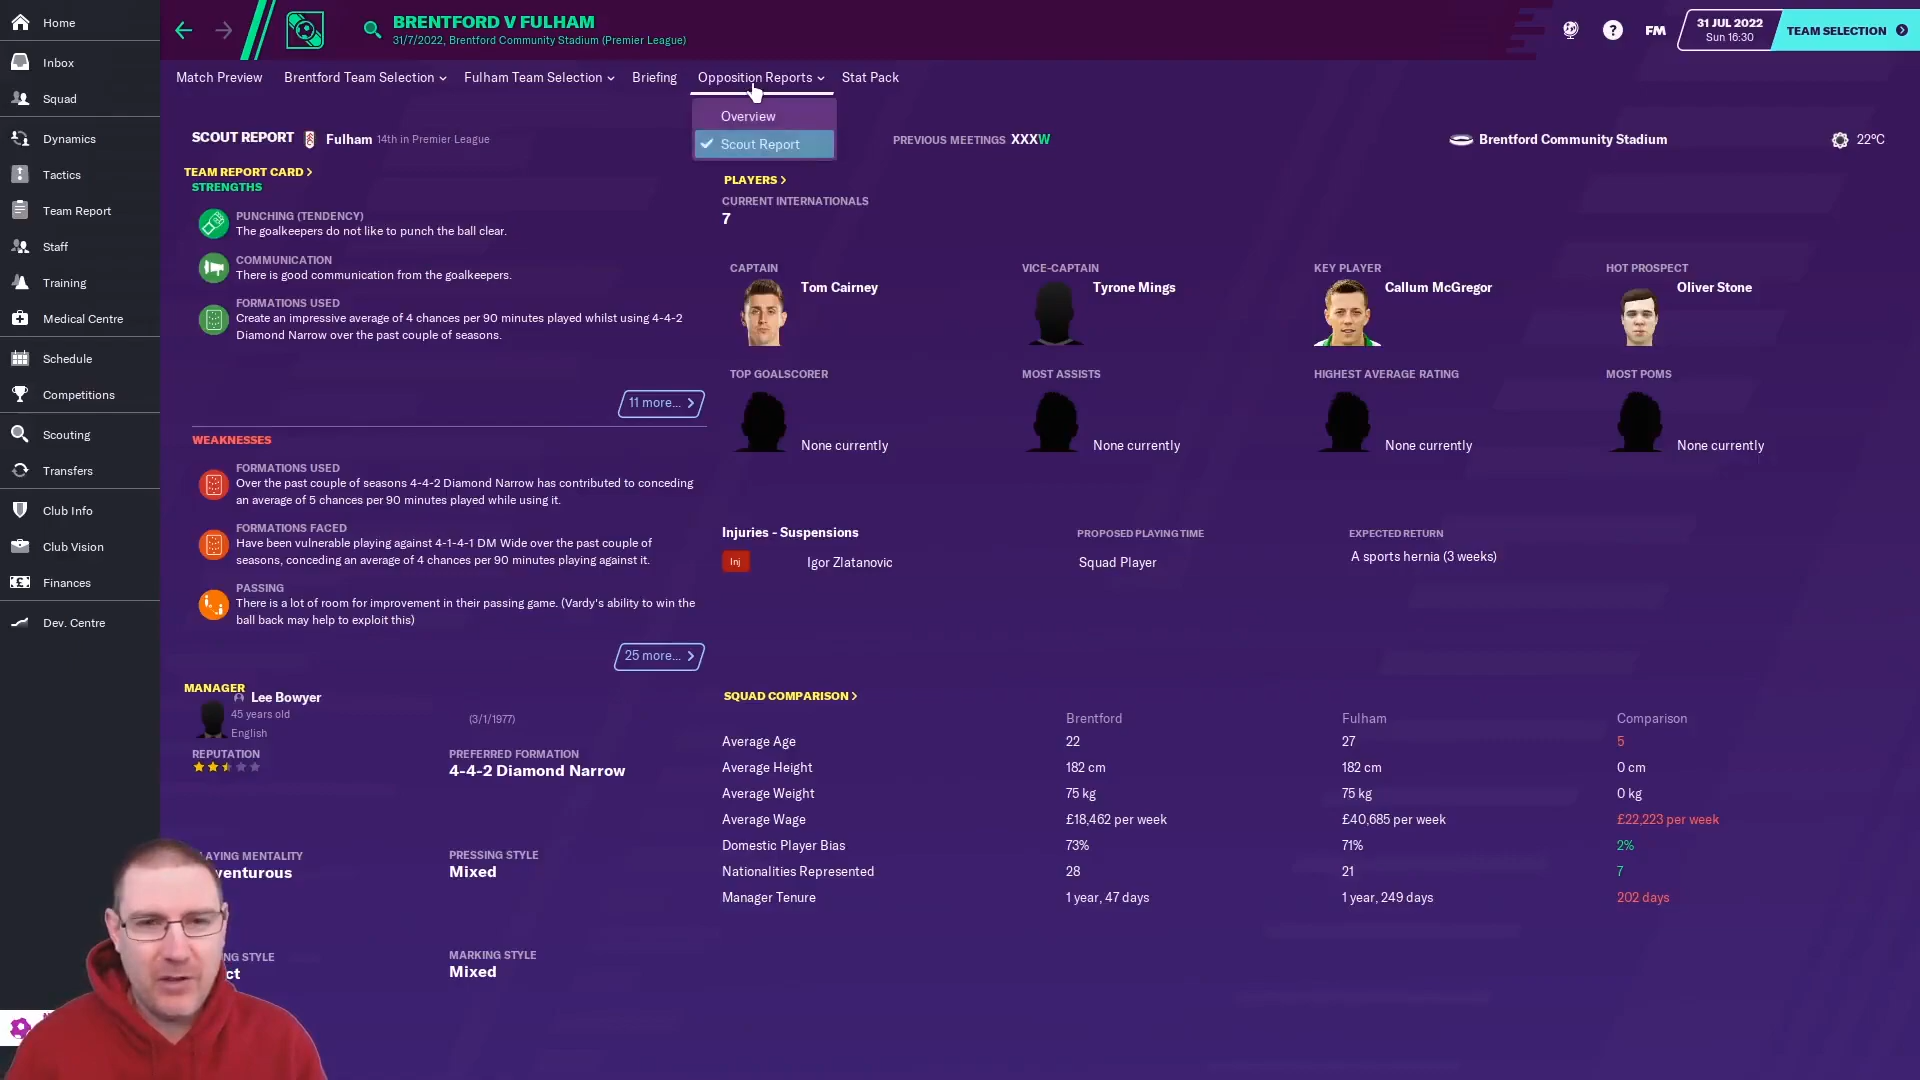 Home
Inbox
Squad
Dynamics
Tactics
Team Report
Staff
Training
Medical Centre
Schedule
Competitions
Scouting
Transfers
Club Info
Club Vision
Finances
Dev. Centre
BRENTFORD V FULHAM
31/7/2022, Brentford Community Stadium (Premier League)
?
FM
31 JUL 2022
Sun 16:30
TEAM SELECTION
Match Preview
Brentford Team Selection
Fulham Team Selection
Briefing
Opposition Reports
Stat Pack
Overview
Scout Report
SCOUT REPORT
Fulham 14th in Premier League
PREVIOUS MEETINGS XXXW
Brentford Community Stadium
22ºC
TEAM REPORT CARD >
STRENGTHS
PUNCHING (TENDENCY)
The goalkeepers do not like to punch the ball clear.
COMMUNICATION
There is good communication from the goalkeepers.
FORMATIONS USED
Create an impressive average of 4 chances per 90 minutes played whilst using 4-4-2
Diamond Narrow over the past couple of seasons.
11 more... >
WEAKNESSES
FORMATIONS USED
Over the past couple of seasons 4-4-2 Diamond Narrow has contributed to conceding
an average of 5 chances per 90 minutes played while using it.
FORMATIONS FACED
Have been vulnerable playing against 4-1-4-1 DM Wide over the past couple of
seasons, conceding an average of 4 chances per 90 minutes playing against it.
PASSING
There is a lot of room for improvement in their passing game. (Vardy's ability to win the
ball back may help to exploit this)
25 more... >
MANAGER
Lee Bowyer
45 years old
(3/1/1977)
English
REPUTATION
PREFERRED FORMATION
4-4-2 Diamond Narrow
LAYING MENTALITY
venturous
PRESSING STYLE
Mixed
NG STYLE
ct
MARKING STYLE
Mixed
PLAYERS >
CURRENT INTERNATIONALS
7
CAPTAIN
Tom Cairney
VICE-CAPTAIN
Tyrone Mings
KEY PLAYER
Callum McGregor
HOT PROSPECT
Oliver Stone
TOP GOALSCORER
None currently
MOST ASSISTS
None currently
HIGHEST AVERAGE RATING
None currently
MOST POMS
None currently
Injuries - Suspensions
PROPOSED PLAYING TIME
EXPECTED RETURN
Inj
Igor Zlatanovic
Squad Player
A sports hernia (3 weeks)
SQUAD COMPARISON >
Brentford Fulham Comparison
Average Age 22 27 5
Average Height 182 cm 182 cm 0 cm
Average Weight 75 kg 75 kg 0 kg
Average Wage £18,462 per week £40,685 per week £22,223 per week
Domestic Player Bias 73% 71% 2%
Nationalities Represented 28 21 7
Manager Tenure 1 year, 47 days 1 year, 249 days 202 days